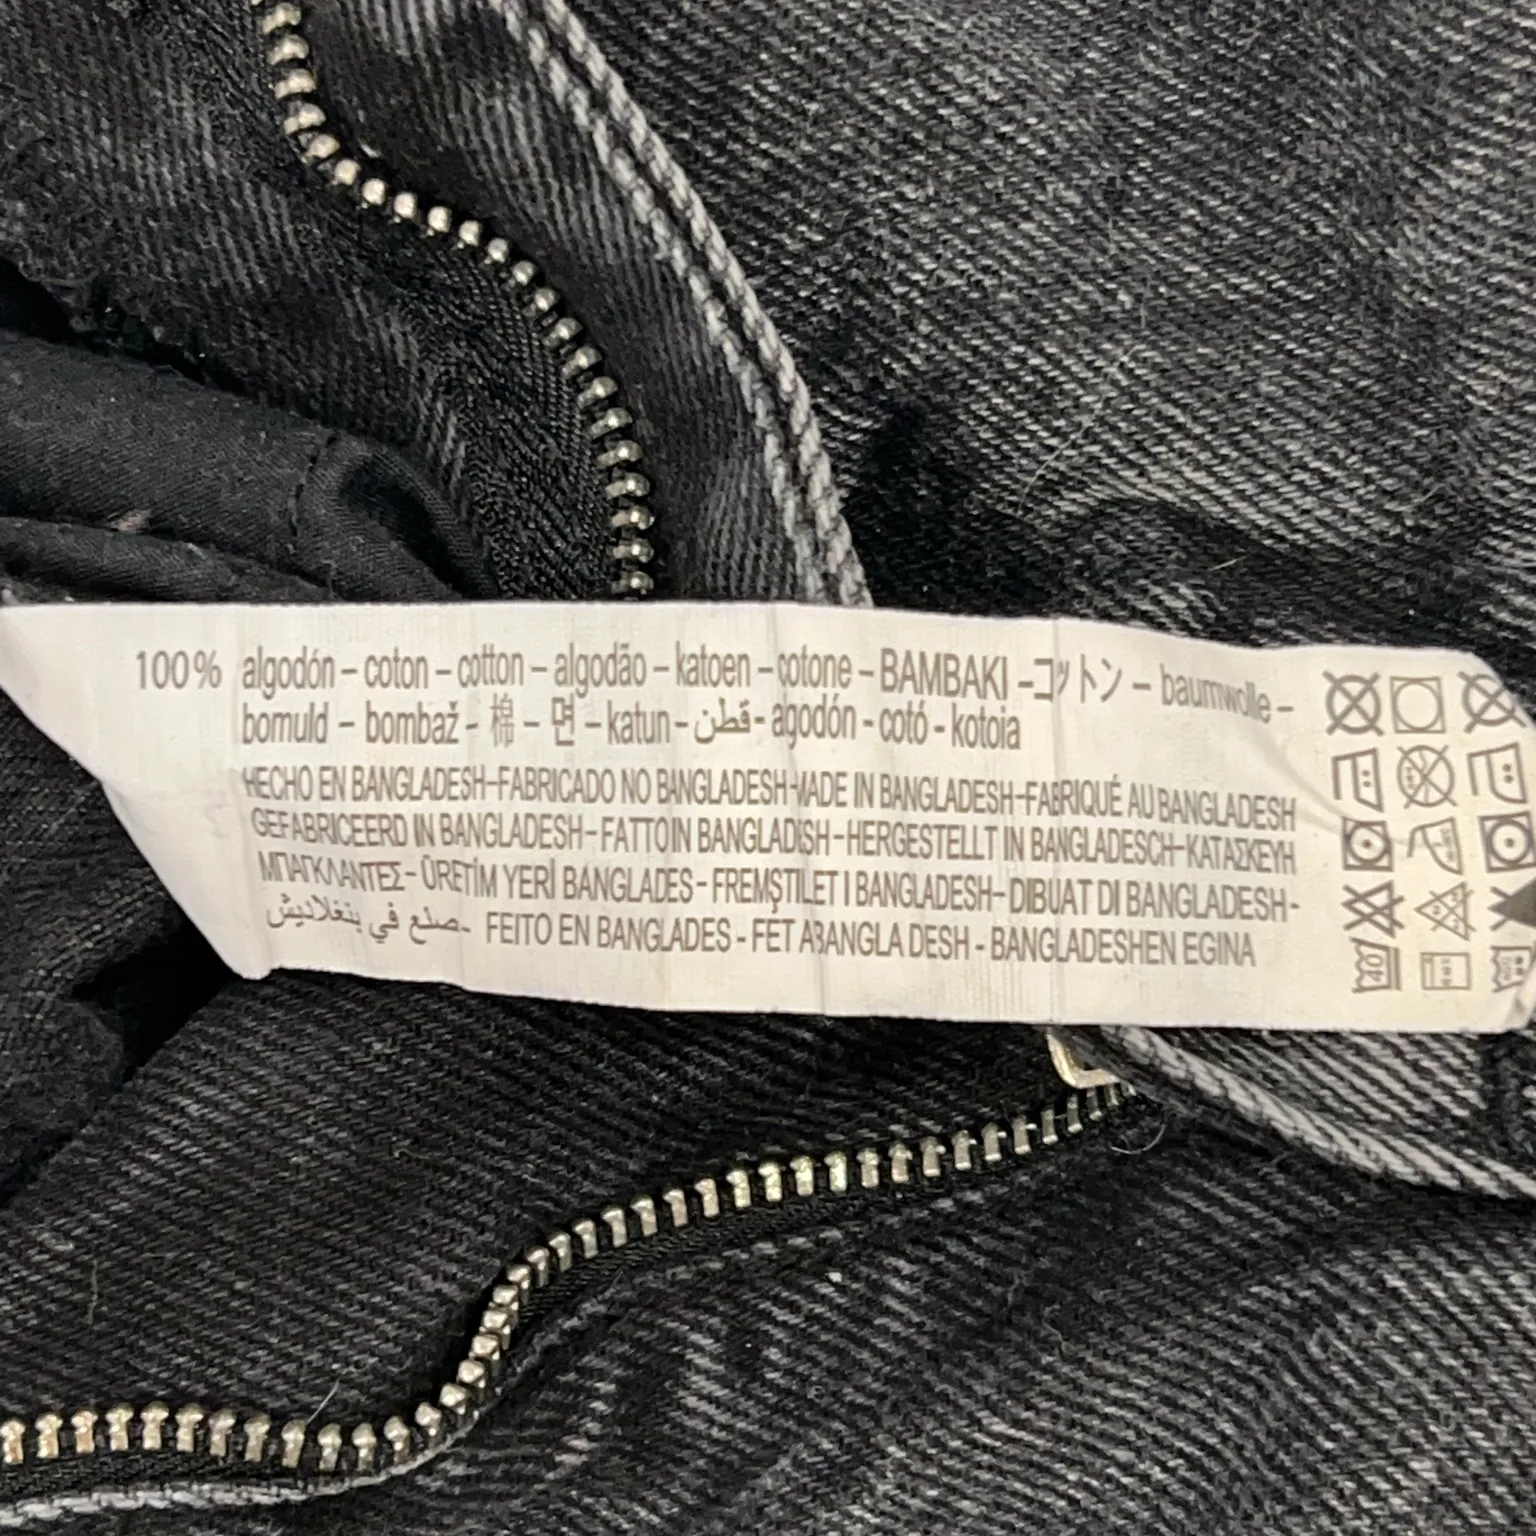 100% algodón – coton – cotton – algodão – katoen – cotone – BAMBAKI – コットン – baumwolle –
bomuld – bombaž – 棉 – 면 – katun – قطن - agodón - cotó - kotoia
HECHO EN BANGLADESH–FABRICADO NO BANGLADESH-MADE IN BANGLADESH–FABRIQUÉ AU BANGLADESH
GEFABRICEERD IN BANGLADESH – FATTO IN BANGLADISH – HERGESTELLT IN BANGLADESCH–ΚΑΤΑΣΚΕΥΗ
ΜΠΑΓΚΛΑΝΤΕΣ – ÜRETİM YERİ BANGLADES – FREMSTILET I BANGLADESH– DIBUAT DI BANGLADESH -
صنع في بنغلاديش - FEITO EN BANGLADES - FET A BANGLADESH - BANGLADESHEN EGINA
40